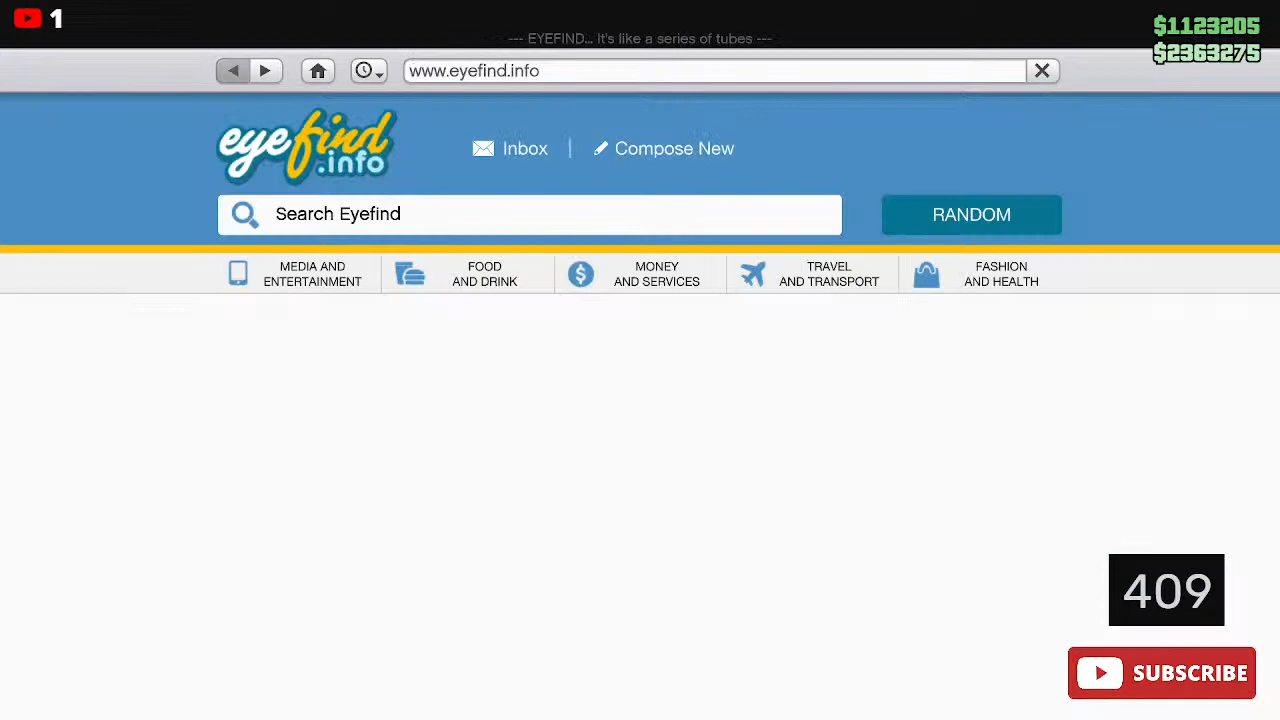 1
$1123205
--- EYEFIND... It's like a series of tubes ---
$2363275
www.eyefind.info
eyefind
.info
Inbox
Compose New
Search Eyefind
RANDOM
MEDIA AND
ENTERTAINMENT
FOOD
AND DRINK
MONEY
AND SERVICES
TRAVEL
AND TRANSPORT
FASHION
AND HEALTH
409
SUBSCRIBE